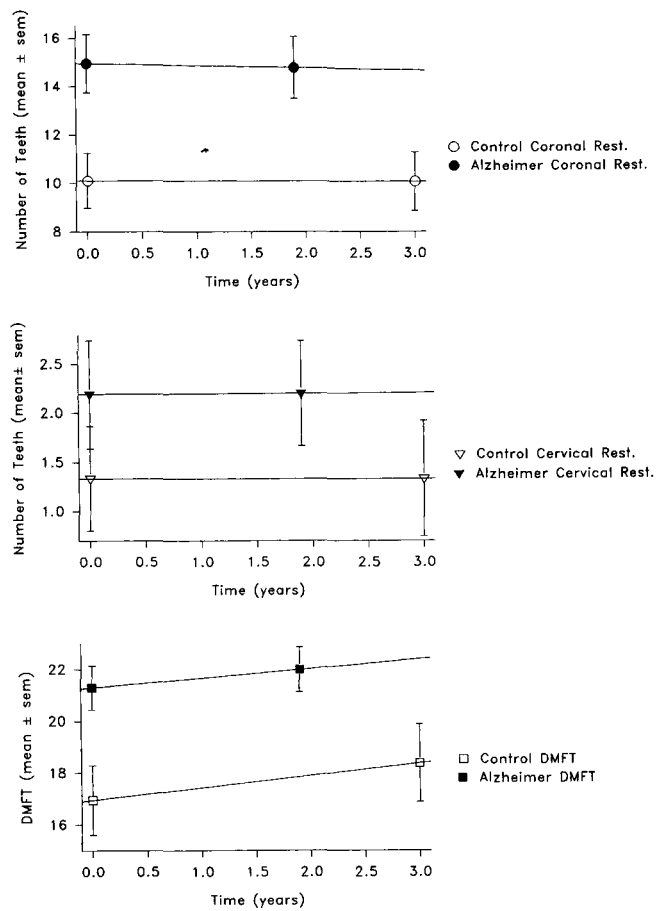 Number of Teeth (mean ± sem)
16
14
12
10
8
0.0 0.5 1.0 1.5 2.0 2.5 3.0
Time (years)
Control Coronal Rest.
Alzheimer Coronal Rest.
Number of Teeth (mean± sem)
2.5
2.0
1.5
1.0
0.0 0.5 1.0 1.5 2.0 2.5 3.0
Time (years)
Control Cervical Rest.
Alzheimer Cervical Rest.
DMFT (mean ± sem)
22
20
18
16
0.0 0.5 1.0 1.5 2.0 2.5 3.0
Time (years)
Control DMFT
Alzheimer DMFT